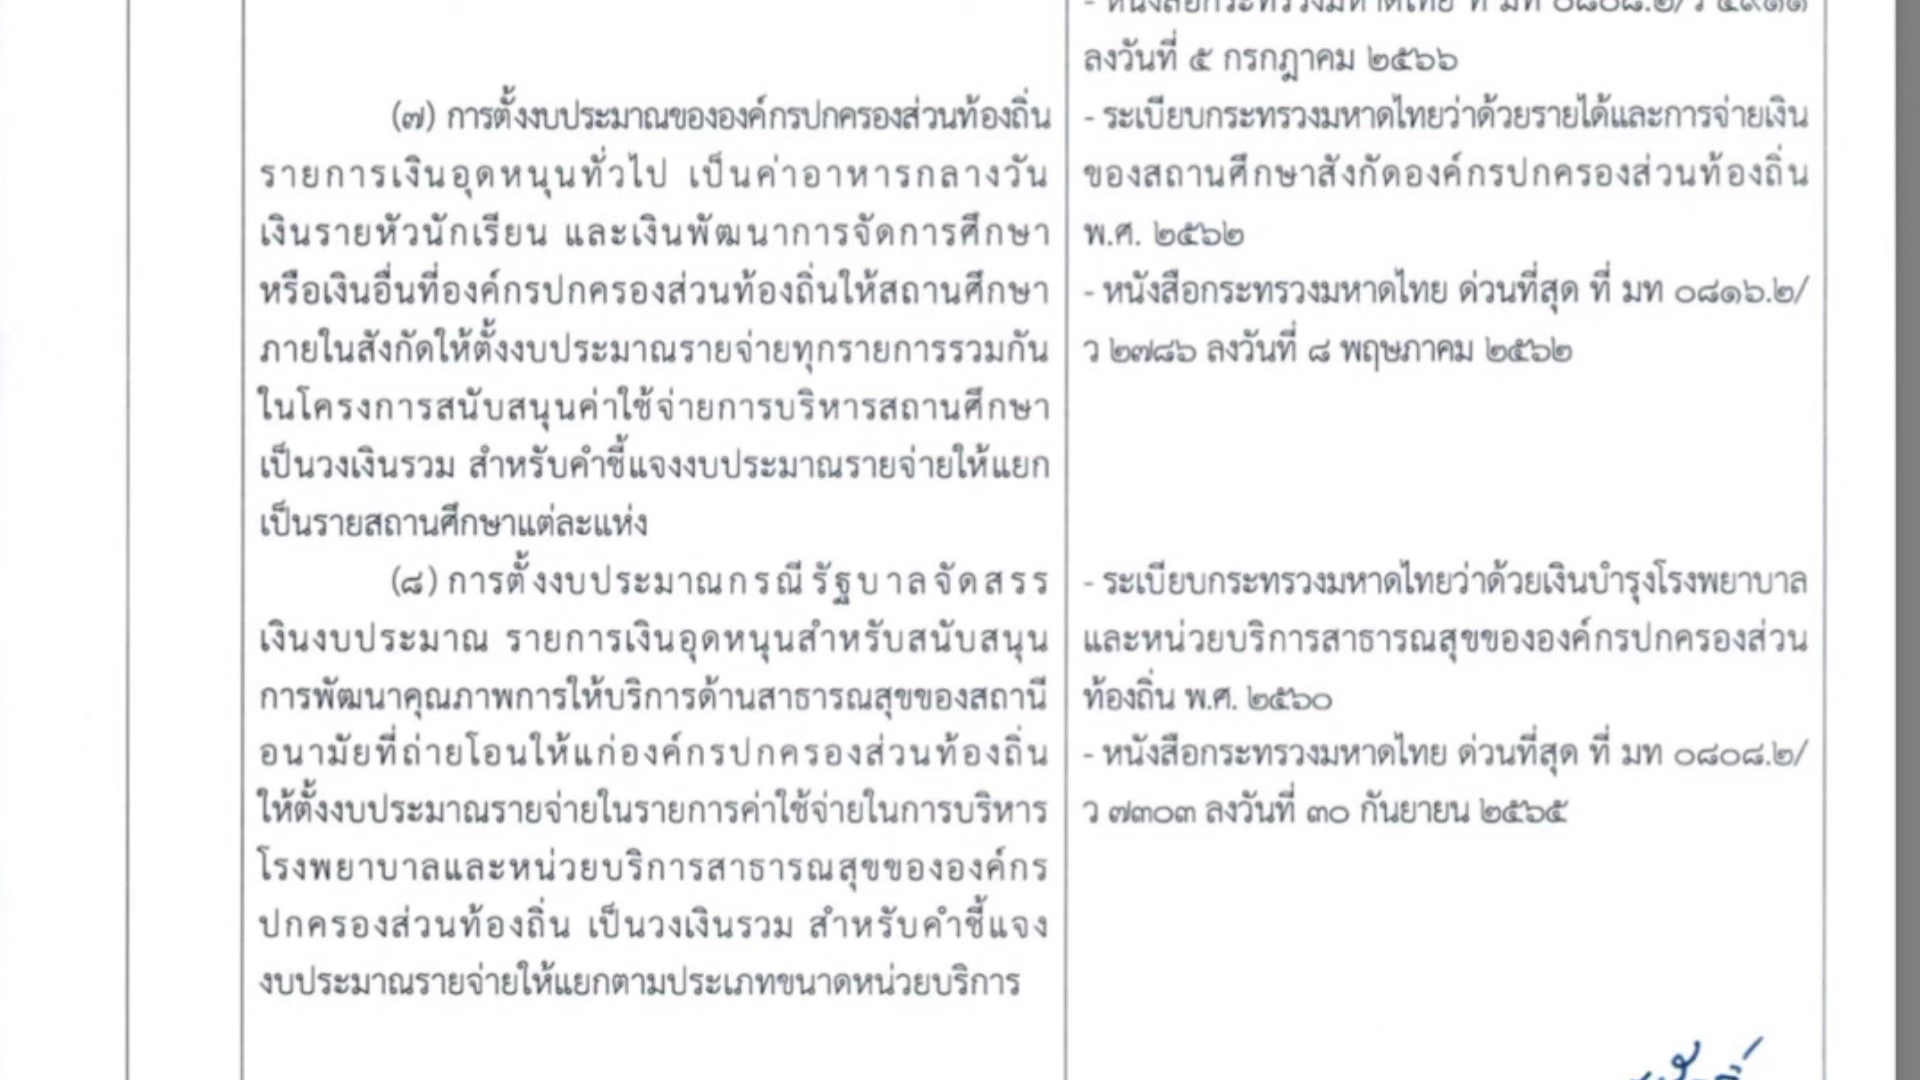 - หนังสือกระทรวงมหาดไทย ที่ มท ๐๘๐๘.๒/ว ๔๙๑๑
ลงวันที่ ๕ กรกฎาคม ๒๕๖๖
(๗) การตั้งงบประมาณขององค์กรปกครองส่วนท้องถิ่น
รายการเงินอุดหนุนทั่วไป เป็นค่าอาหารกลางวัน
เงินรายหัวนักเรียน และเงินพัฒนาการจัดการศึกษา
หรือเงินอื่นที่องค์กรปกครองส่วนท้องถิ่นให้สถานศึกษา
ภายในสังกัดให้ตั้งงบประมาณรายจ่ายทุกรายการรวมกัน
ในโครงการสนับสนุนค่าใช้จ่ายการบริหารสถานศึกษา
เป็นวงเงินรวม สำหรับคำชี้แจงงบประมาณรายจ่ายให้แยก
เป็นรายสถานศึกษาแต่ละแห่ง
- ระเบียบกระทรวงมหาดไทยว่าด้วยรายได้และการจ่ายเงิน
ของสถานศึกษาสังกัดองค์กรปกครองส่วนท้องถิ่น
พ.ศ. ๒๕๖๒
- หนังสือกระทรวงมหาดไทย ด่วนที่สุด ที่ มท ๐๘๑๖.๒/
ว ๒๗๘๖ ลงวันที่ ๘ พฤษภาคม ๒๕๖๒
(๘) การตั้งงบประมาณกรณีรัฐบาลจัดสรร
เงินงบประมาณ รายการเงินอุดหนุนสำหรับสนับสนุน
การพัฒนาคุณภาพการให้บริการด้านสาธารณสุขของสถานี
อนามัยที่ถ่ายโอนให้แก่องค์กรปกครองส่วนท้องถิ่น
ให้ตั้งงบประมาณรายจ่ายในรายการค่าใช้จ่ายในการบริหาร
โรงพยาบาลและหน่วยบริการสาธารณสุขขององค์กร
ปกครองส่วนท้องถิ่น เป็นวงเงินรวม สำหรับคำชี้แจง
งบประมาณรายจ่ายให้แยกตามประเภทขนาดหน่วยบริการ
- ระเบียบกระทรวงมหาดไทยว่าด้วยเงินบำรุงโรงพยาบาล
และหน่วยบริการสาธารณสุขขององค์กรปกครองส่วน
ท้องถิ่น พ.ศ. ๒๕๖๐
- หนังสือกระทรวงมหาดไทย ด่วนที่สุด ที่ มท ๐๘๐๘.๒/
ว ๗๓๐๓ ลงวันที่ ๓๐ กันยายน ๒๕๖๕